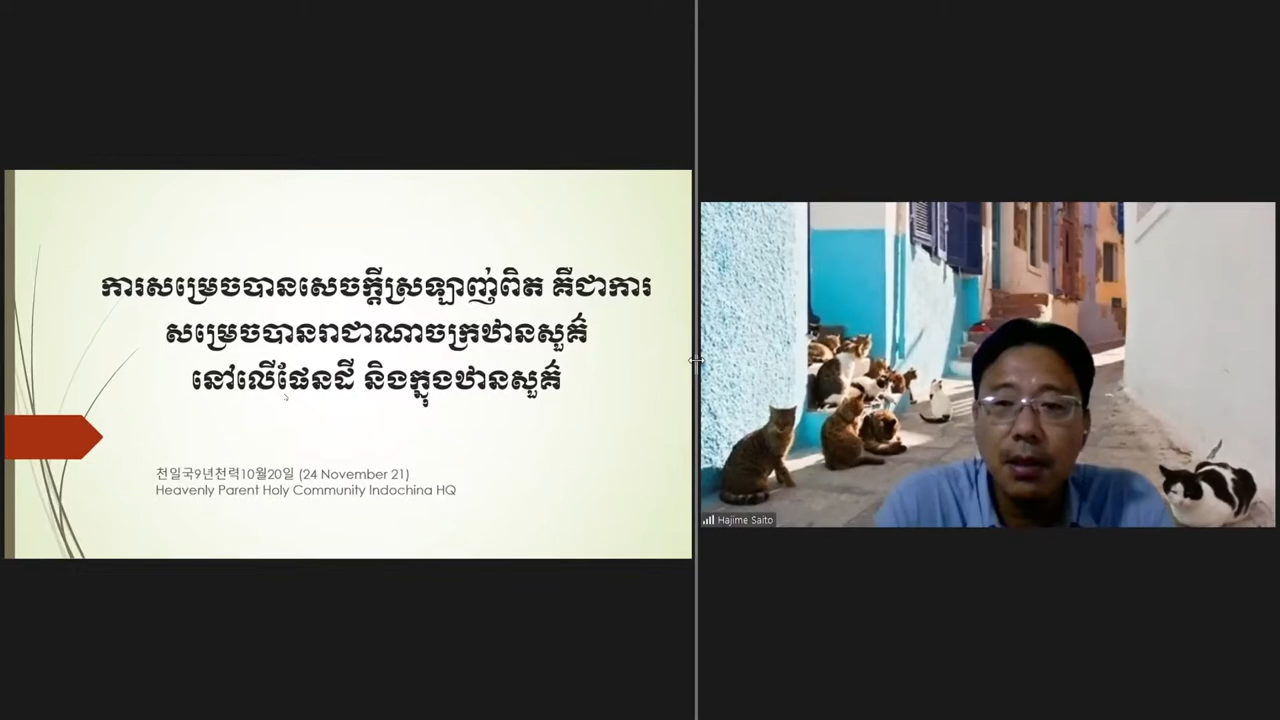 ការសម្រេចបានសេចក្តីស្រឡាញ់ពិត គឺជាការ
សម្រេចបានរាជាណាចក្រឋានសួគ៌
នៅលើផែនដី និងក្នុងឋានសួគ៌
천일국9년천력10월20일 (24 November 21)
Heavenly Parent Holy Community Indochina HQ
Hajime Saito